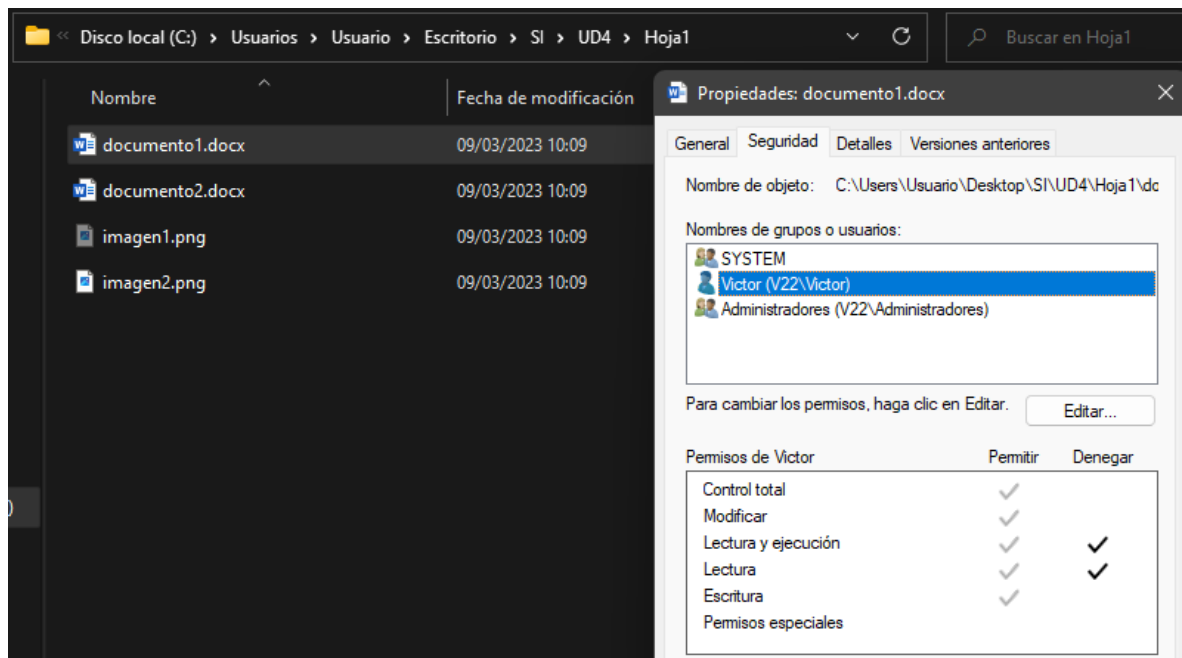 Disco local (C:) > Usuarios > Usuario > Escritorio > SI > UD4 > Hoja1
Buscar en Hoja1
Nombre Fecha de modificación
documento1.docx 09/03/2023 10:09
documento2.docx 09/03/2023 10:09
imagen1.png 09/03/2023 10:09
imagen2.png 09/03/2023 10:09
Propiedades: documento1.docx
General Seguridad Detalles Versiones anteriores
Nombre de objeto: C:\Users\Usuario\Desktop\SI\UD4\Hoja1\dc
Nombres de grupos o usuarios:
SYSTEM
Victor (V22\Victor)
Administradores (V22\Administradores)
Para cambiar los permisos, haga clic en Editar. Editar...
Permisos de Victor Permitir Denegar
Control total
Modificar
Lectura y ejecución
Lectura
Escritura
Permisos especiales